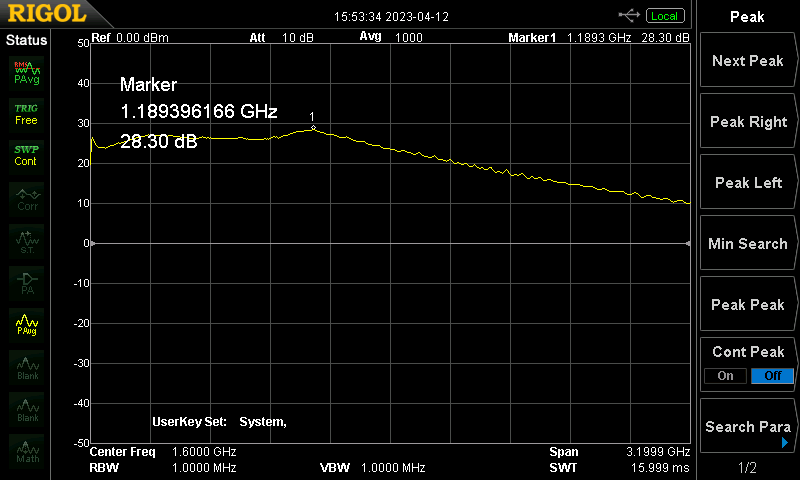 RIGOL
15:53:34 2023-04-12
Local
Status
Ref 0.00 dBm Att 10 dB Avg 1000 Marker1 1.1893 GHz 28.30 dB
RMS
PAvg
TRIG
Free
SWP
Cont
Corr
S.T.
PA
PAvg
Blank
Blank
Math
50
40
30
20
10
0
-10
-20
-30
-40
-50
Marker
1.189396166 GHz
28.30 dB
1
UserKey Set: System,
Center Freq 1.6000 GHz Span 3.1999 GHz
RBW 1.0000 MHz VBW 1.0000 MHz SWT 15.999 ms
Peak
Next Peak
Peak Right
Peak Left
Min Search
Peak Peak
Cont Peak
On Off
Search Para
1/2